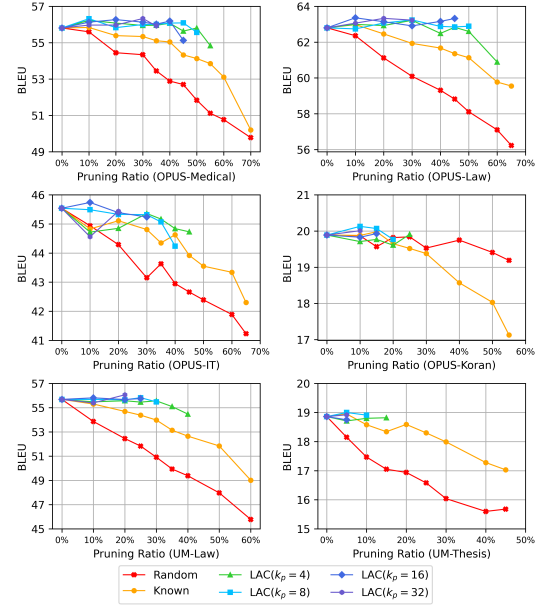 57
55
53
51
49
BLEU
0% 10% 20% 30% 40% 50% 60% 70%
Pruning Ratio (OPUS-Medical)
64
62
60
58
56
BLEU
0% 10% 20% 30% 40% 50% 60% 70%
Pruning Ratio (OPUS-Law)
46
45
44
43
42
41
BLEU
0% 10% 20% 30% 40% 50% 60% 70%
Pruning Ratio (OPUS-IT)
21
20
19
18
17
BLEU
0% 10% 20% 30% 40% 50% 60%
Pruning Ratio (OPUS-Koran)
57
55
53
51
49
47
45
BLEU
0% 10% 20% 30% 40% 50% 60%
Pruning Ratio (UM-Law)
20
19
18
17
16
15
BLEU
0% 10% 20% 30% 40% 50%
Pruning Ratio (UM-Thesis)
Random LAC(kp = 4) LAC(kp = 16)
Known LAC(kp = 8) LAC(kp = 32)